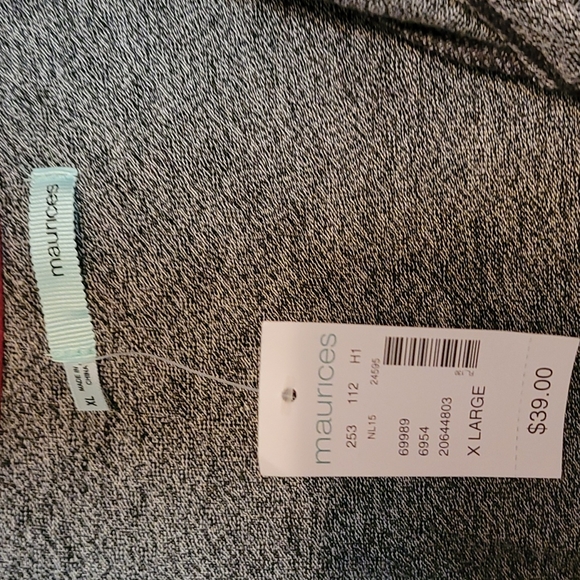 maurices
XL
MADE IN
CHINA
maurices
253 112 H1
NL15 24595
69989
6954
20644803
X LARGE
$39.00